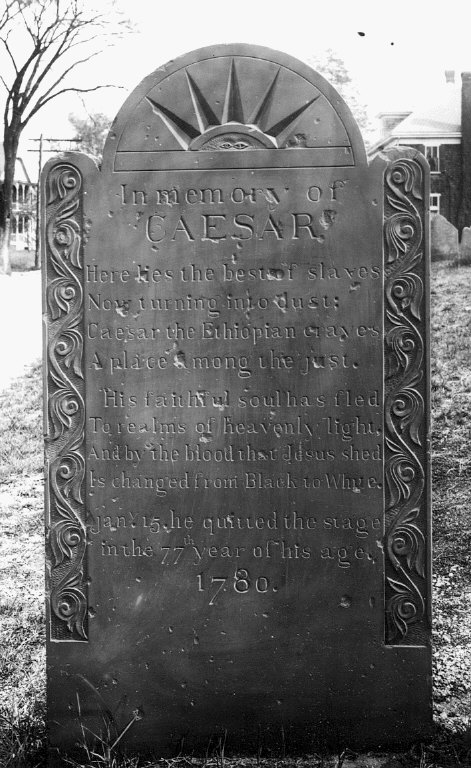 In memory of
"CAESAR"
Here lies the best of slaves
Now turning into dust;
Caesar the Ethiopian craves
A place among the just.
His faithful soul has fled
To realms of heavenly light,
And by the blood that Jesus shed
Is changed from Black to White.
Jany. 15, he quitted the stage
in the 77th year of his age.
1780.